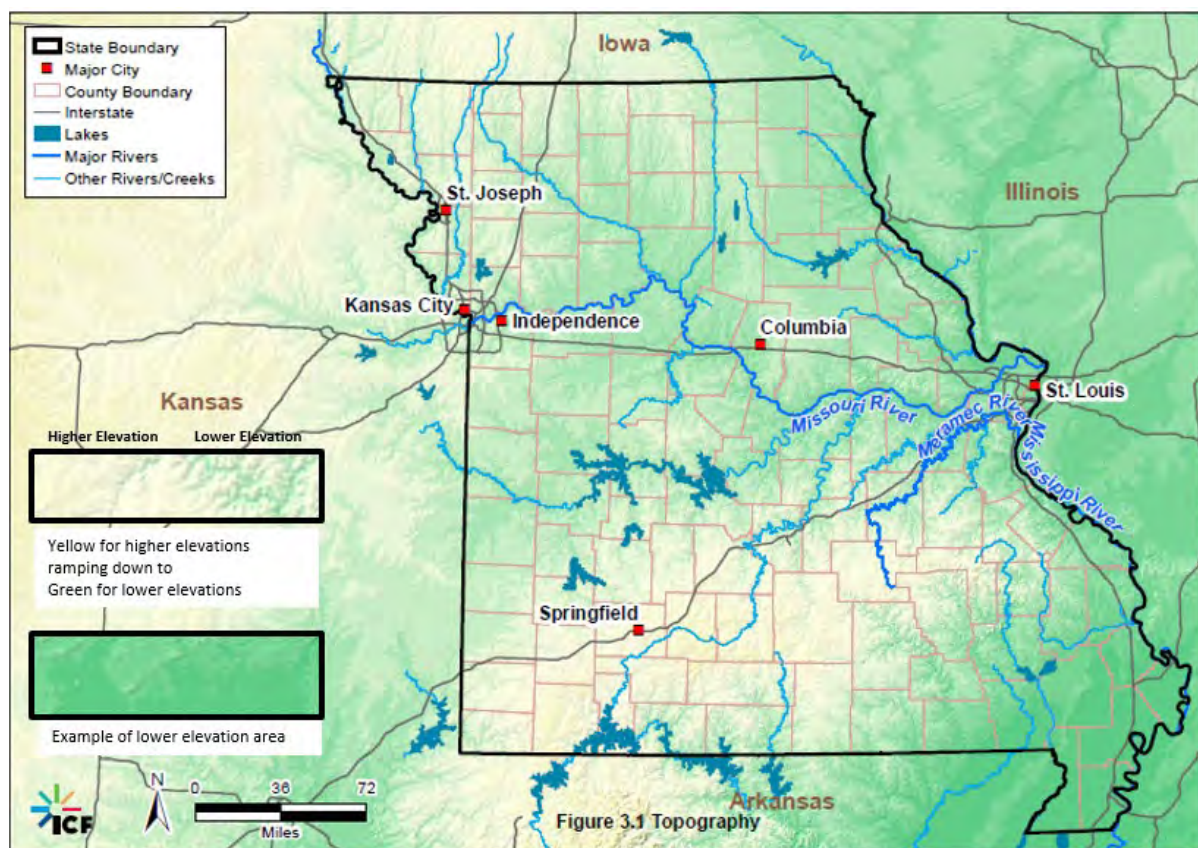 State Boundary
Major City
County Boundary
Interstate
Lakes
Major Rivers
Other Rivers/Creeks
Iowa
Illinois
St. Joseph
Kansas City
Independence
Columbia
St. Louis
Kansas
Missouri River
Meramec River
Mississippi River
Higher Elevation Lower Elevation
Yellow for higher elevations
ramping down to
Green for lower elevations
Springfield
Example of lower elevation area
ICF
N
0 36 72
Miles
Arkansas
Figure 3.1 Topography